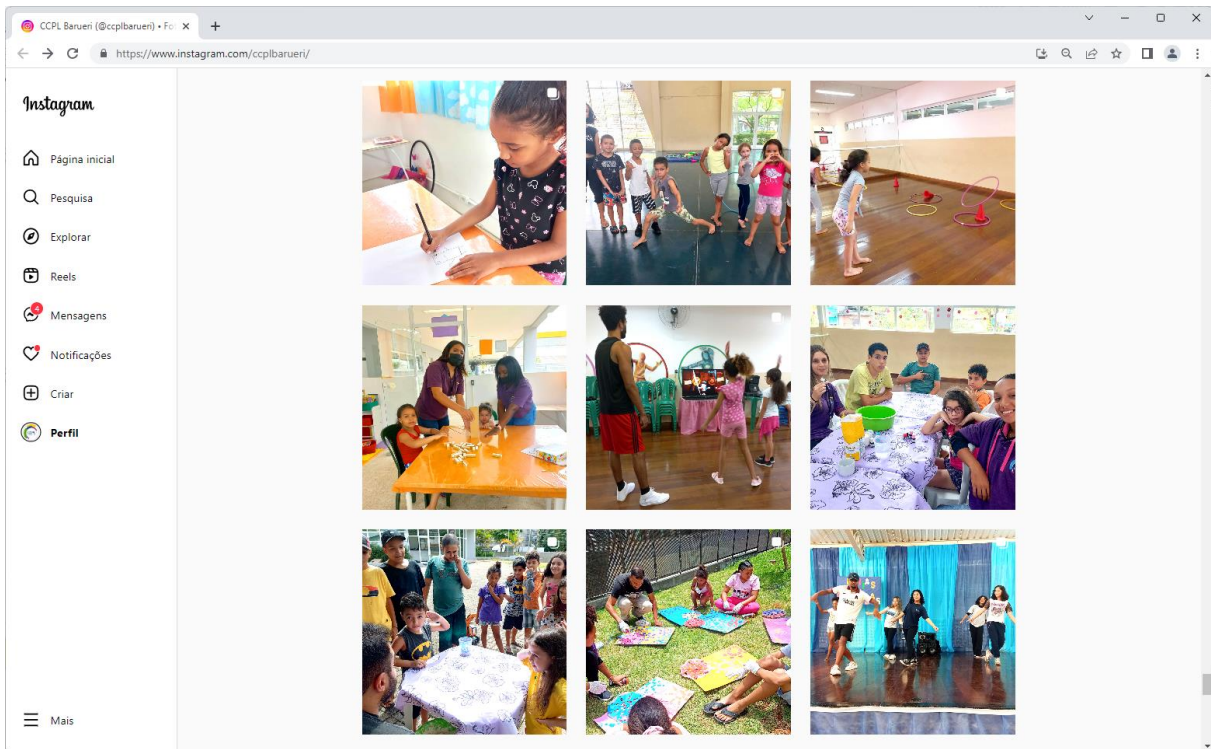 CCPL Barueri (@ccplbarueri) • Fo
https://www.instagram.com/ccplbarueri/
Instagram
Página inicial
Pesquisa
Explorar
Reels
4
Mensagens
Notificações
Criar
Perfil
Mais